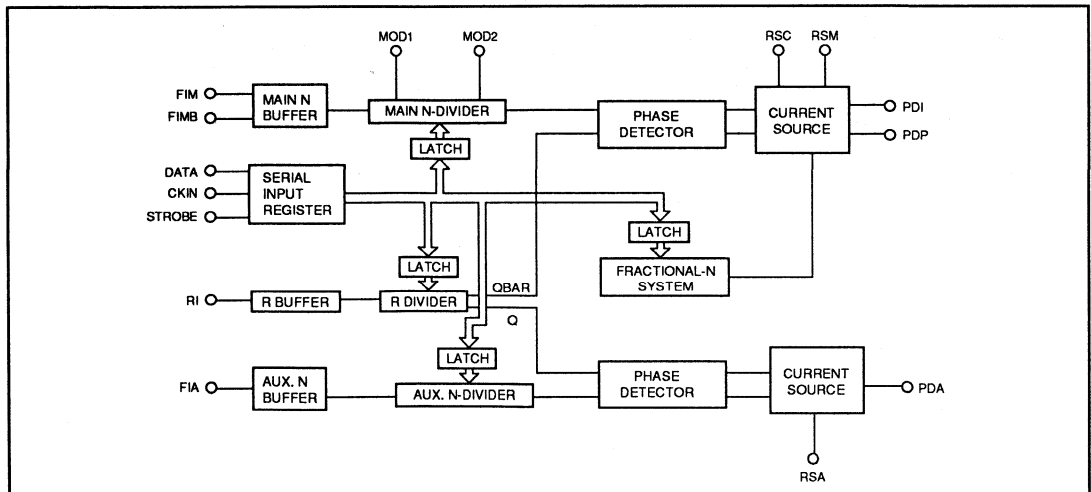 MOD1
MOD2
RSC
RSM
FIM
FIMB
MAIN N
BUFFER
MAIN N-DIVIDER
PHASE
DETECTOR
CURRENT
SOURCE
PDI
PDP
LATCH
DATA
CKIN
STROBE
SERIAL
INPUT
REGISTER
LATCH
LATCH
FRACTIONAL-N
SYSTEM
RI
R BUFFER
R DIVIDER
QBAR
Q
LATCH
FIA
AUX. N
BUFFER
AUX. N-DIVIDER
PHASE
DETECTOR
CURRENT
SOURCE
PDA
RSA